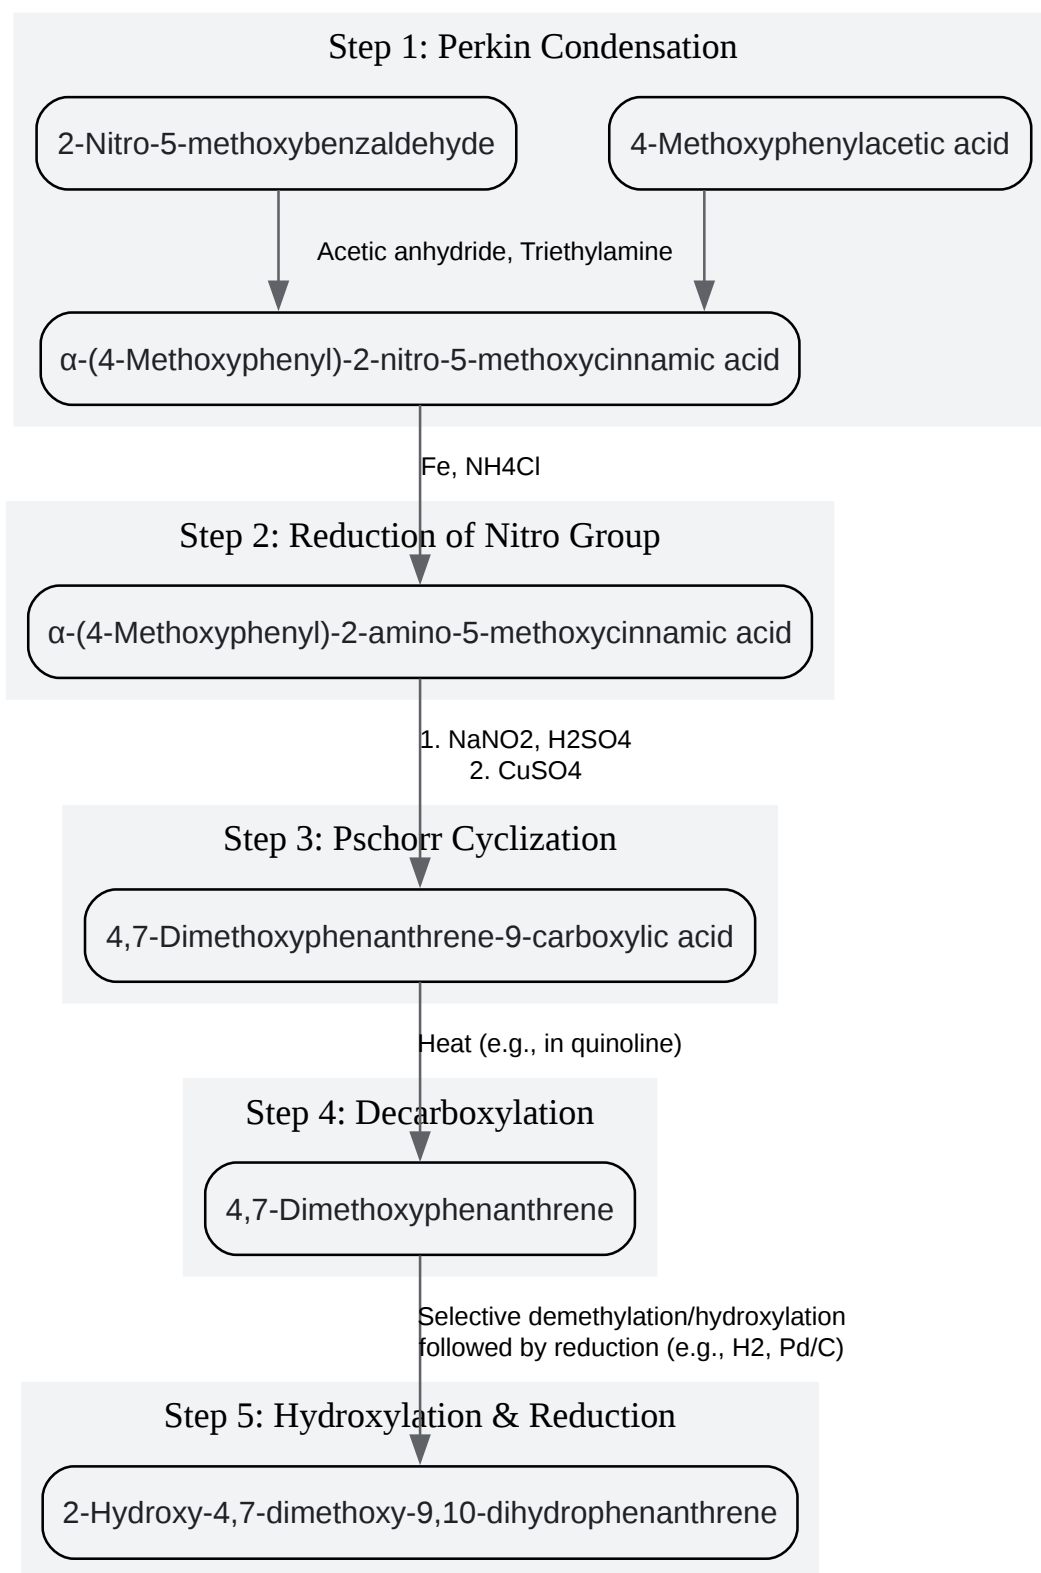 Step 1: Perkin Condensation
2-Nitro-5-methoxybenzaldehyde
4-Methoxyphenylacetic acid
Acetic anhydride, Triethylamine
α-(4-Methoxyphenyl)-2-nitro-5-methoxycinnamic acid
Fe, NH4Cl
Step 2: Reduction of Nitro Group
α-(4-Methoxyphenyl)-2-amino-5-methoxycinnamic acid
1. NaNO2, H2SO4
2. CuSO4
Step 3: Pschorr Cyclization
4,7-Dimethoxyphenanthrene-9-carboxylic acid
Heat (e.g., in quinoline)
Step 4: Decarboxylation
4,7-Dimethoxyphenanthrene
Selective demethylation/hydroxylation
followed by reduction (e.g., H2, Pd/C)
Step 5: Hydroxylation & Reduction
2-Hydroxy-4,7-dimethoxy-9,10-dihydrophenanthrene